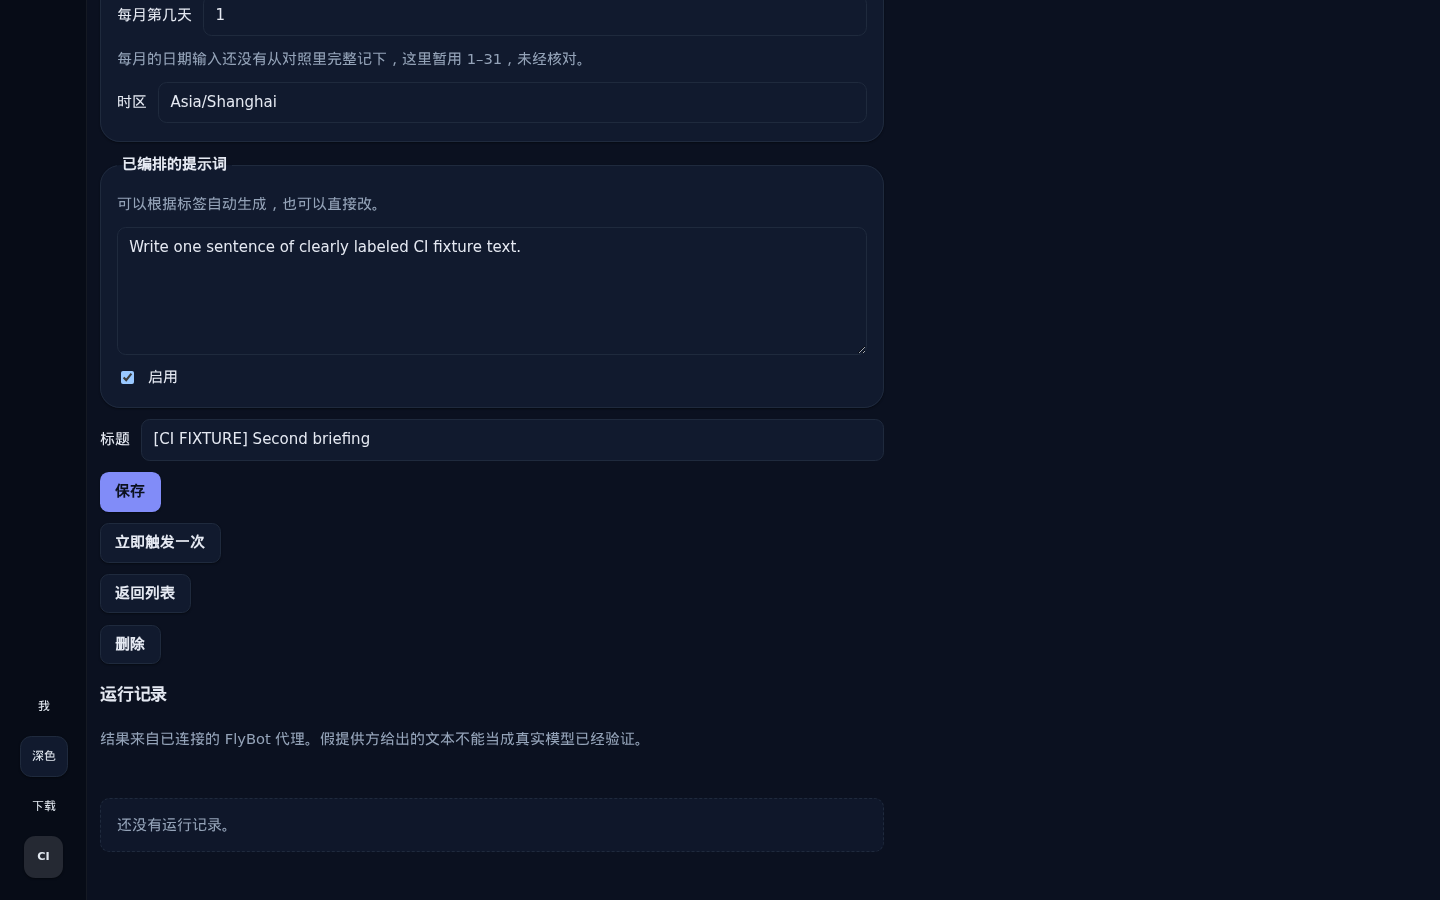 每月第几天
1
每月的日期输入还没有从对照里完整记下，这里暂用 1–31，未经核对。
时区
Asia/Shanghai
已编排的提示词
可以根据标签自动生成，也可以直接改。
Write one sentence of clearly labeled CI fixture text.
启用
标题
[CI FIXTURE] Second briefing
保存
立即触发一次
返回列表
删除
运行记录
结果来自已连接的 FlyBot 代理。假提供方给出的文本不能当成真实模型已经验证。
还没有运行记录。
我
深色
下载
CI